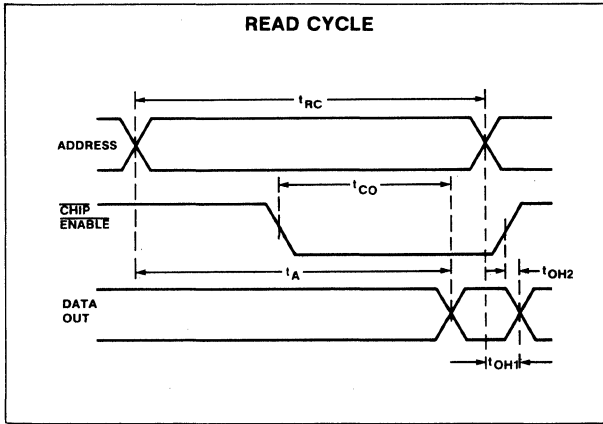 READ CYCLE
tRC
ADDRESS
tCO
CHIP
ENABLE
tA
tOH2
DATA
OUT
tOH1